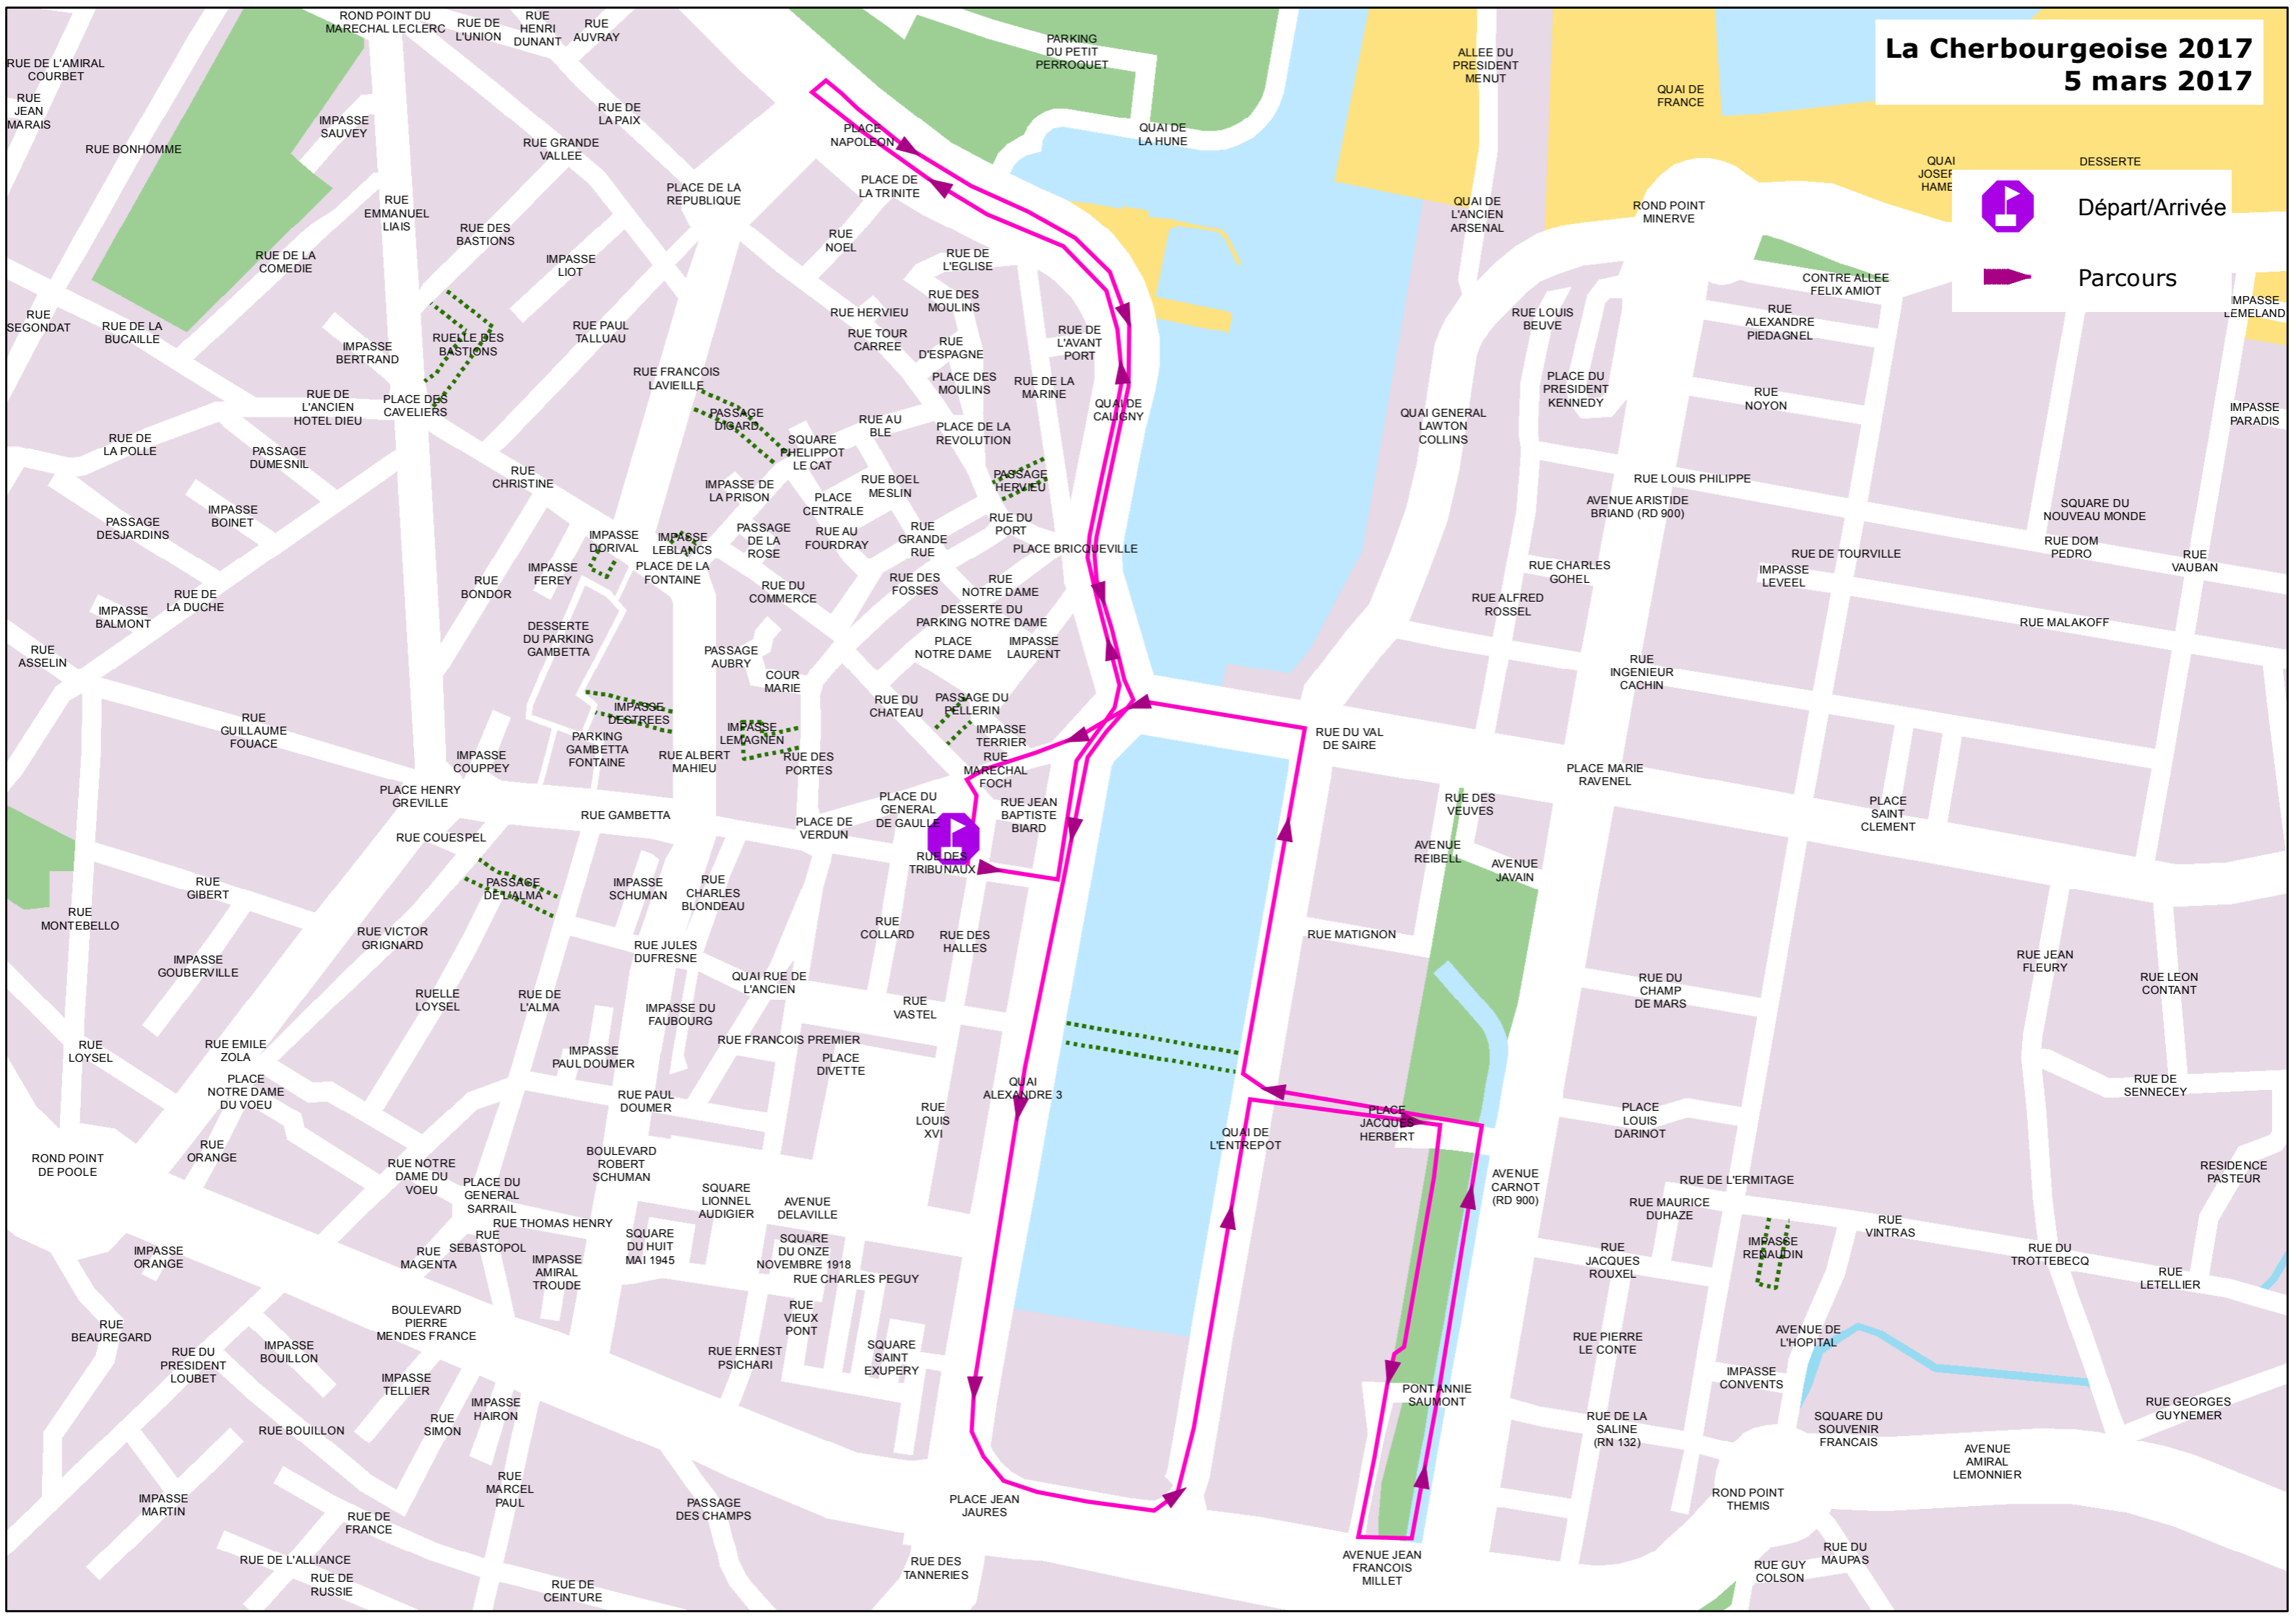 La Cherbourgeoise 2017
5 mars 2017
Départ/Arrivée
Parcours
ROND POINT DU
MARECHAL LECLERC
RUE DE
L'UNION
RUE
HENRI
DUNANT
RUE
AUVRAY
PARKING
DU PETIT
PERROQUET
ALLEE DU
PRESIDENT
MENUT
QUAI DE
FRANCE
RUE DE L'AMIRAL
COURBET
RUE
JEAN
MARAIS
RUE BONHOMME
IMPASSE
SAUVEY
RUE DE
LA PAIX
RUE GRANDE
VALLEE
PLACE
NAPOLEON
QUAI DE
LA HUNE
QUAI
DESSERTE
PLACE DE LA
REPUBLIQUE
PLACE DE
LA TRINITE
RUE
EMMANUEL
LIAIS
RUE DES
BASTIONS
RUE
NOEL
QUAI DE
L'ANCIEN
ARSENAL
ROND POINT
MINERVE
RUE DE LA
COMEDIE
IMPASSE
LIOT
RUE DE
L'EGLISE
CONTRE ALLEE
FELIX AMIOT
RUE DES
MOULINS
RUE HERVIEU
RUE TOUR
CARREE
RUE LOUIS
BEUVE
RUE
ALEXANDRE
PIEDAGNEL
IMPASSE
LEMELAND
RUE
SEGONDAT
RUE DE LA
BUCAILLE
IMPASSE
BERTRAND
RUELLE DES
BASTIONS
RUE PAUL
TALLUAU
RUE
D'ESPAGNE
RUE DE
L'AVANT
PORT
RUE FRANCOIS
LAVIEILLE
PLACE DES
MOULINS
RUE DE LA
MARINE
PLACE DU
PRESIDENT
KENNEDY
RUE
NOYON
RUE DE
L'ANCIEN
HOTEL DIEU
PLACE DES
CAVELIERS
PASSAGE
DIGARD
RUE AU
BLE
QUAI DE
CALIGNY
QUAI GENERAL
LAWTON
COLLINS
IMPASSE
PARADIS
RUE DE
LA POLLE
PASSAGE
DUMESNIL
SQUARE
PHELIPPOT
LE CAT
PLACE DE LA
REVOLUTION
RUE
CHRISTINE
IMPASSE DE
LA PRISON
RUE BOEL
MESLIN
PASSAGE
HERVIEU
RUE LOUIS PHILIPPE
PLACE
CENTRALE
AVENUE ARISTIDE
BRIAND (RD 900)
SQUARE DU
NOUVEAU MONDE
PASSAGE
DESJARDINS
IMPASSE
BOINET
IMPASSE
DORIVAL
IMPASSE
LEBLANCS
PASSAGE
DE LA
ROSE
RUE AU
FOURDRAY
RUE
GRANDE
RUE
RUE DU
PORT
PLACE BRICQUEVILLE
RUE DE TOURVILLE
RUE DOM
PEDRO
RUE
VAUBAN
IMPASSE
FEREY
PLACE DE LA
FONTAINE
RUE CHARLES
GOHEL
IMPASSE
LEVEEL
RUE
BONDOR
RUE DU
COMMERCE
RUE DES
FOSSES
RUE
NOTRE DAME
RUE DE
LA DUCHE
IMPASSE
BALMONT
DESSERTE DU
PARKING NOTRE DAME
RUE ALFRED
ROSSEL
RUE MALAKOFF
DESSERTE
DU PARKING
GAMBETTA
PASSAGE
AUBRY
PLACE
NOTRE DAME
IMPASSE
LAURENT
RUE
ASSELIN
COUR
MARIE
RUE
INGENIEUR
CACHIN
RUE
GUILLAUME
FOUACE
IMPASSE
DESTREES
RUE DU
CHATEAU
PASSAGE DU
PELLERIN
PARKING
GAMBETTA
FONTAINE
IMPASSE
LEMAGNEN
IMPASSE
TERRIER
RUE DU VAL
DE SAIRE
IMPASSE
COUPPEY
RUE ALBERT
MAHIEU
RUE DES
PORTES
RUE
MARECHAL
FOCH
PLACE MARIE
RAVENEL
PLACE HENRY
GREVILLE
RUE GAMBETTA
PLACE DU
GENERAL
DE GAULLE
RUE JEAN
BAPTISTE
BIARD
RUE DES
VEUVES
PLACE
SAINT
CLEMENT
RUE COUESPEL
PLACE DE
VERDUN
RUE DES
TRIBUNAUX
AVENUE
REIBELL
AVENUE
JAVAIN
RUE
GIBERT
PASSAGE
DE L'ALMA
IMPASSE
SCHUMAN
RUE
CHARLES
BLONDEAU
RUE
MONTEBELLO
RUE VICTOR
GRIGNARD
RUE
COLLARD
RUE DES
HALLES
RUE MATIGNON
IMPASSE
GOUBERVILLE
RUE JULES
DUFRESNE
RUE JEAN
FLEURY
RUE LEON
CONTANT
RUELLE
LOYSEL
RUE DE
L'ALMA
QUAI RUE DE
L'ANCIEN
RUE DU
CHAMP
DE MARS
IMPASSE DU
FAUBOURG
RUE
VASTEL
RUE
LOYSEL
RUE EMILE
ZOLA
IMPASSE
PAUL DOUMER
RUE FRANCOIS PREMIER
PLACE
DIVETTE
PLACE
NOTRE DAME
DU VOEU
RUE PAUL
DOUMER
QUAI
ALEXANDRE 3
RUE DE
SENNECEY
RUE
LOUIS
XVI
PLACE
JACQUES
HERBERT
PLACE
LOUIS
DARINOT
ROND POINT
DE POOLE
RUE
ORANGE
QUAI DE
L'ENTREPOT
RUE NOTRE
DAME DU
VOEU
BOULEVARD
ROBERT
SCHUMAN
AVENUE
CARNOT
(RD 900)
RUE DE L'ERMITAGE
RESIDENCE
PASTEUR
PLACE DU
GENERAL
SARRAIL
SQUARE
LIONNEL
AUDIGIER
AVENUE
DELAVILLE
RUE MAURICE
DUHAZE
RUE
VINTRAS
RUE THOMAS HENRY
RUE
SEBASTOPOL
IMPASSE
ORANGE
RUE
MAGENTA
IMPASSE
AMIRAL
TROUDE
SQUARE
DU HUIT
MAI 1945
SQUARE
DU ONZE
NOVEMBRE 1918
RUE CHARLES PEGUY
RUE
JACQUES
ROUXEL
IMPASSE
RENAUDIN
RUE DU
TROTTEBECQ
RUE
LETELLIER
RUE
BEAUREGARD
BOULEVARD
PIERRE
MENDES FRANCE
RUE
VIEUX
PONT
RUE PIERRE
LE CONTE
AVENUE DE
L'HOPITAL
RUE DU
PRESIDENT
LOUBET
IMPASSE
BOUILLON
RUE ERNEST
PSICHARI
SQUARE
SAINT
EXUPERY
IMPASSE
TELLIER
PONT ANNIE
SAUMONT
IMPASSE
CONVENTS
RUE BOUILLON
RUE
SIMON
IMPASSE
HAIRON
RUE DE LA
SALINE
(RN 132)
SQUARE DU
SOUVENIR
FRANCAIS
RUE GEORGES
GUYNEMER
AVENUE
AMIRAL
LEMONNIER
IMPASSE
MARTIN
RUE
MARCEL
PAUL
PASSAGE
DES CHAMPS
PLACE JEAN
JAURES
ROND POINT
THEMIS
RUE DE
FRANCE
RUE DE L'ALLIANCE
RUE DE
RUSSIE
RUE DE
CEINTURE
RUE DES
TANNERIES
AVENUE JEAN
FRANCOIS
MILLET
RUE GUY
COLSON
RUE DU
MAUPAS